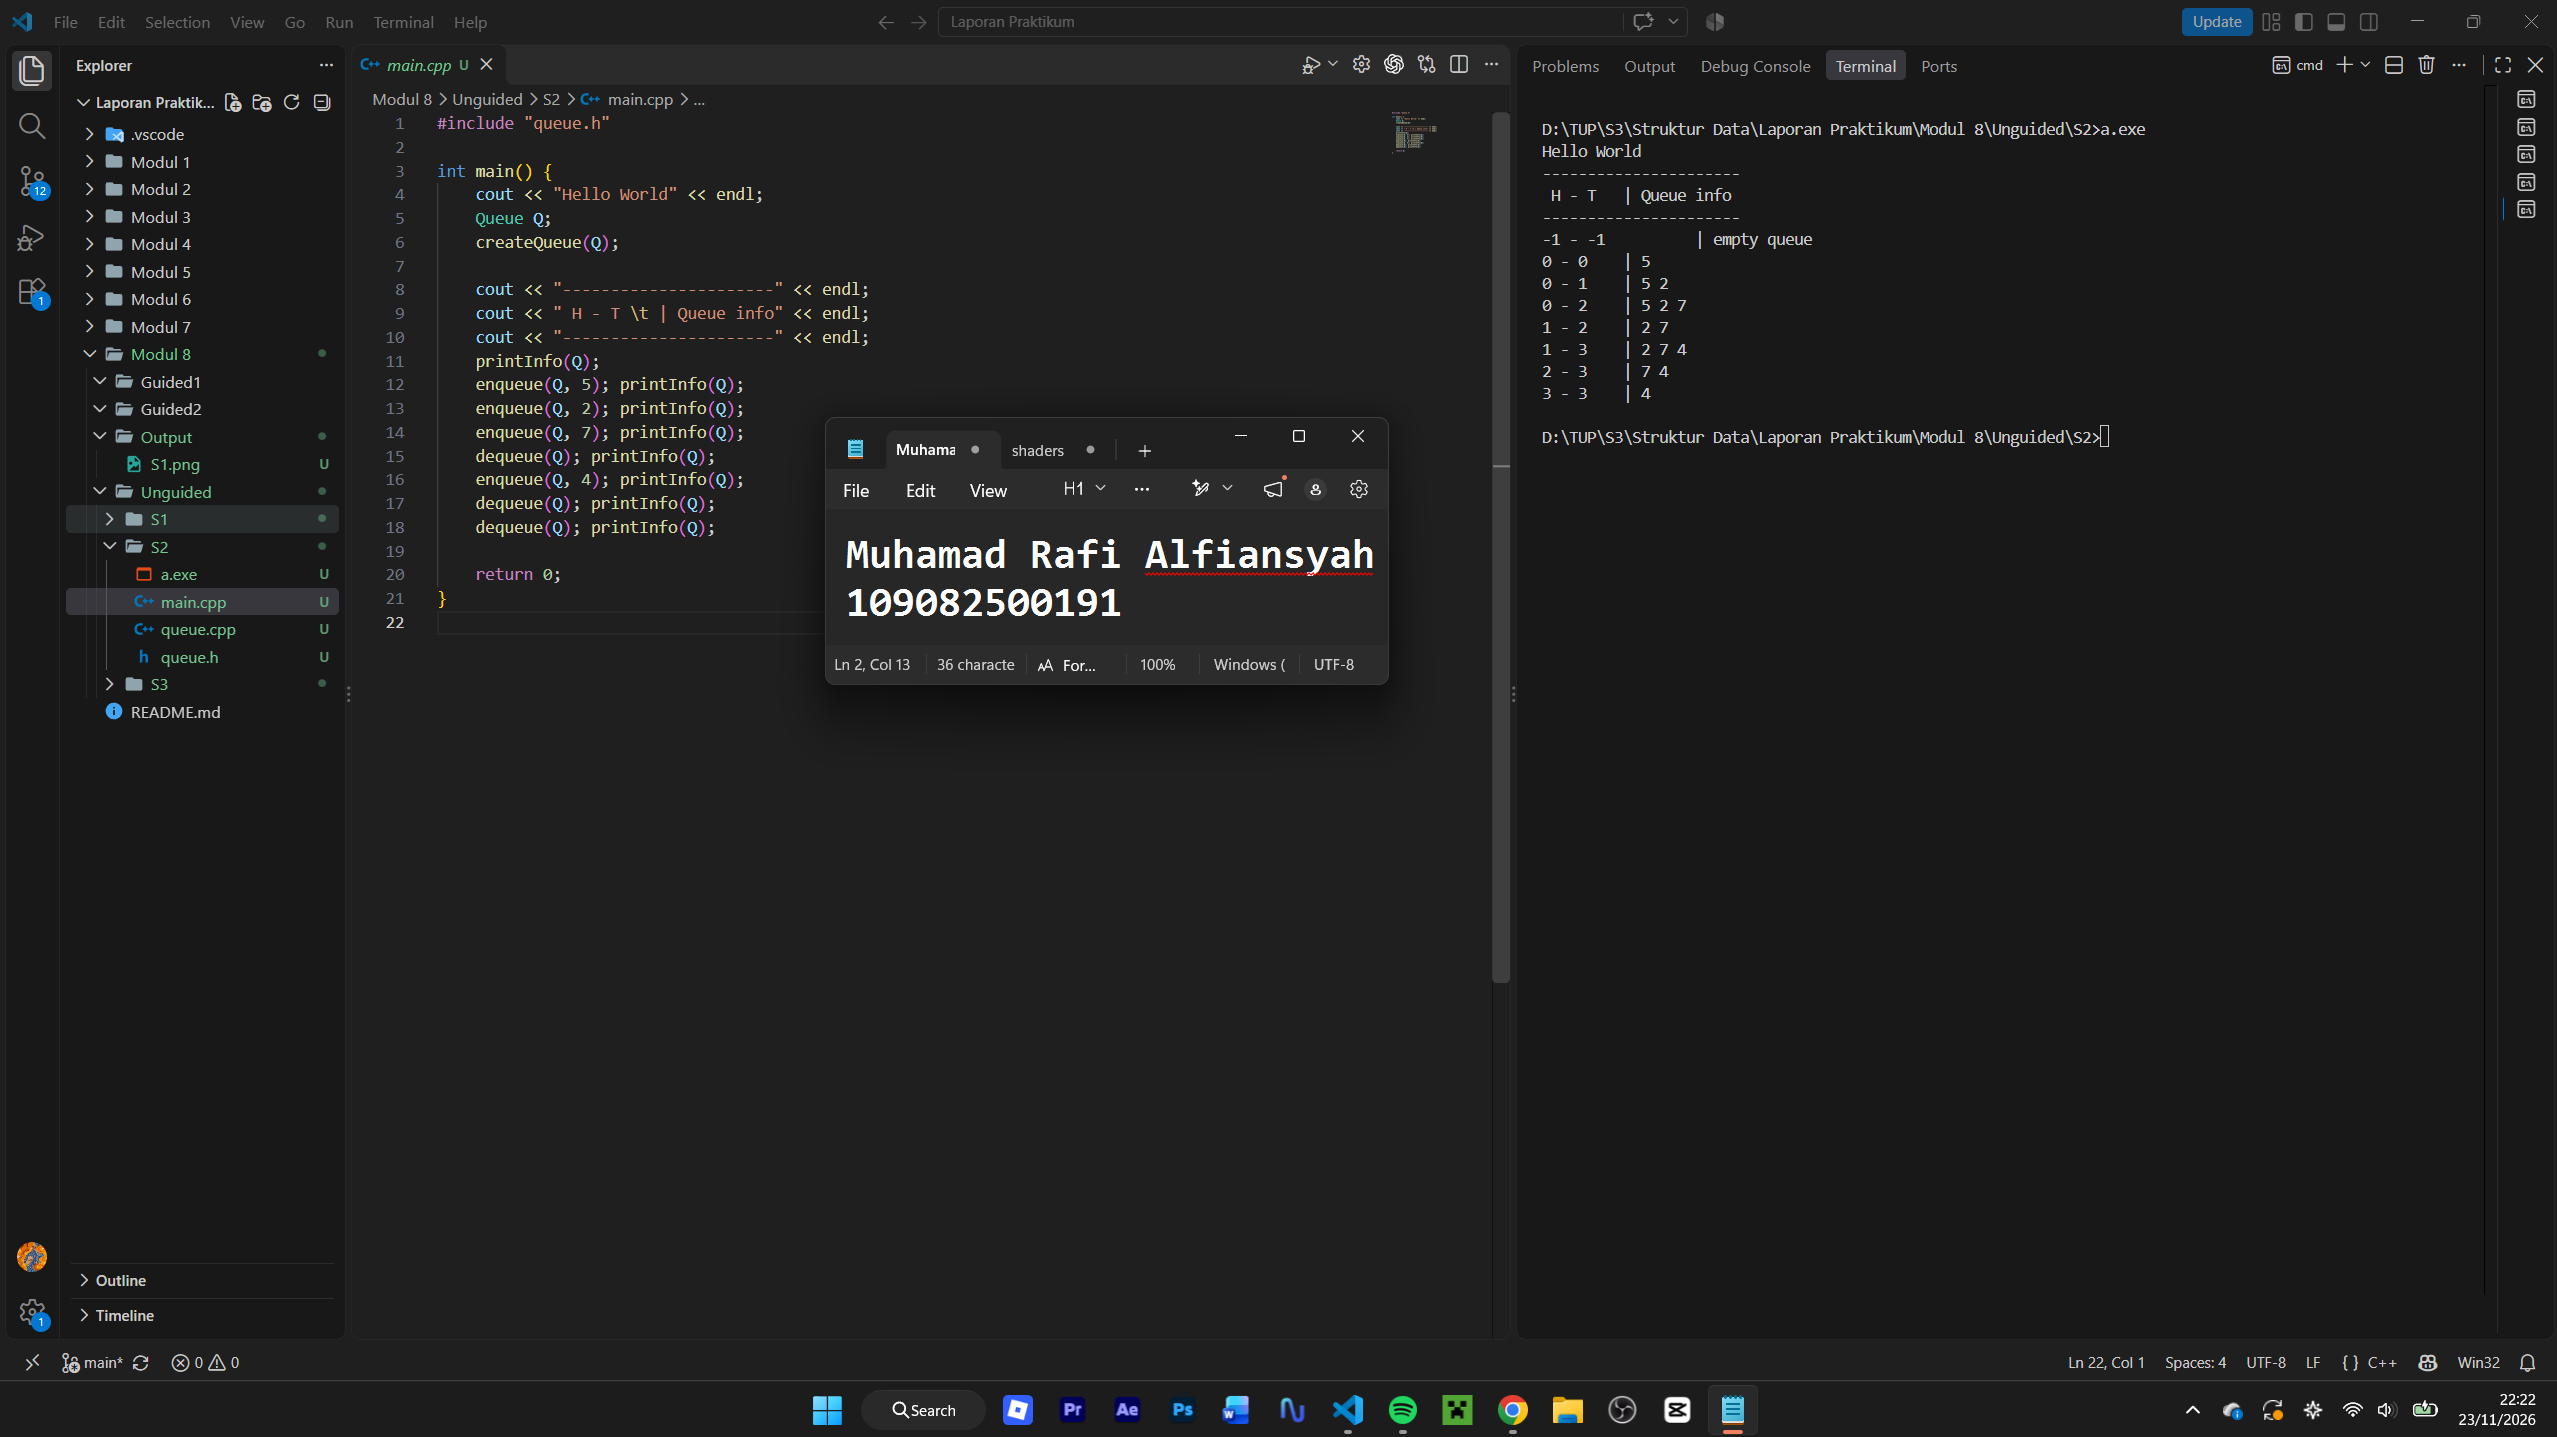 File Edit Selection View Go Run Terminal Help
Laporan Praktikum
Update
Explorer
Laporan Praktik...
.vscode
Modul 1
Modul 2
Modul 3
Modul 4
Modul 5
Modul 6
Modul 7
Modul 8
Guided1
Guided2
Output
S1.png U
Unguided
S1
S2
a.exe U
main.cpp U
queue.cpp U
queue.h U
S3
README.md
Outline
Timeline
12
1
1
main.cpp U
Modul 8 > Unguided > S2 > main.cpp > ...
1 #include "queue.h"
2
3 int main() {
4 cout << "Hello World" << endl;
5 Queue Q;
6 createQueue(Q);
7
8 cout << "----------------------" << endl;
9 cout << " H - T \t | Queue info" << endl;
10 cout << "----------------------" << endl;
11 printInfo(Q);
12 enqueue(Q, 5); printInfo(Q);
13 enqueue(Q, 2); printInfo(Q);
14 enqueue(Q, 7); printInfo(Q);
15 dequeue(Q); printInfo(Q);
16 enqueue(Q, 4); printInfo(Q);
17 dequeue(Q); printInfo(Q);
18 dequeue(Q); printInfo(Q);
19
20 return 0;
21 }
22
Muhama shaders
File Edit View H1
Muhamad Rafi Alfiansyah
109082500191
Ln 2, Col 13 36 characte For... 100% Windows ( UTF-8
Problems Output Debug Console Terminal Ports
cmd
D:\TUP\S3\Struktur Data\Laporan Praktikum\Modul 8\Unguided\S2>a.exe
Hello World
----------------------
H - T | Queue info
----------------------
-1 - -1 | empty queue
0 - 0 | 5
0 - 1 | 5 2
0 - 2 | 5 2 7
1 - 2 | 2 7
1 - 3 | 2 7 4
2 - 3 | 7 4
3 - 3 | 4
D:\TUP\S3\Struktur Data\Laporan Praktikum\Modul 8\Unguided\S2>
main* 0 0
Ln 22, Col 1 Spaces: 4 UTF-8 LF { } C++ Win32
Search
Pr
Ae
Ps
W
22:22
23/11/2026